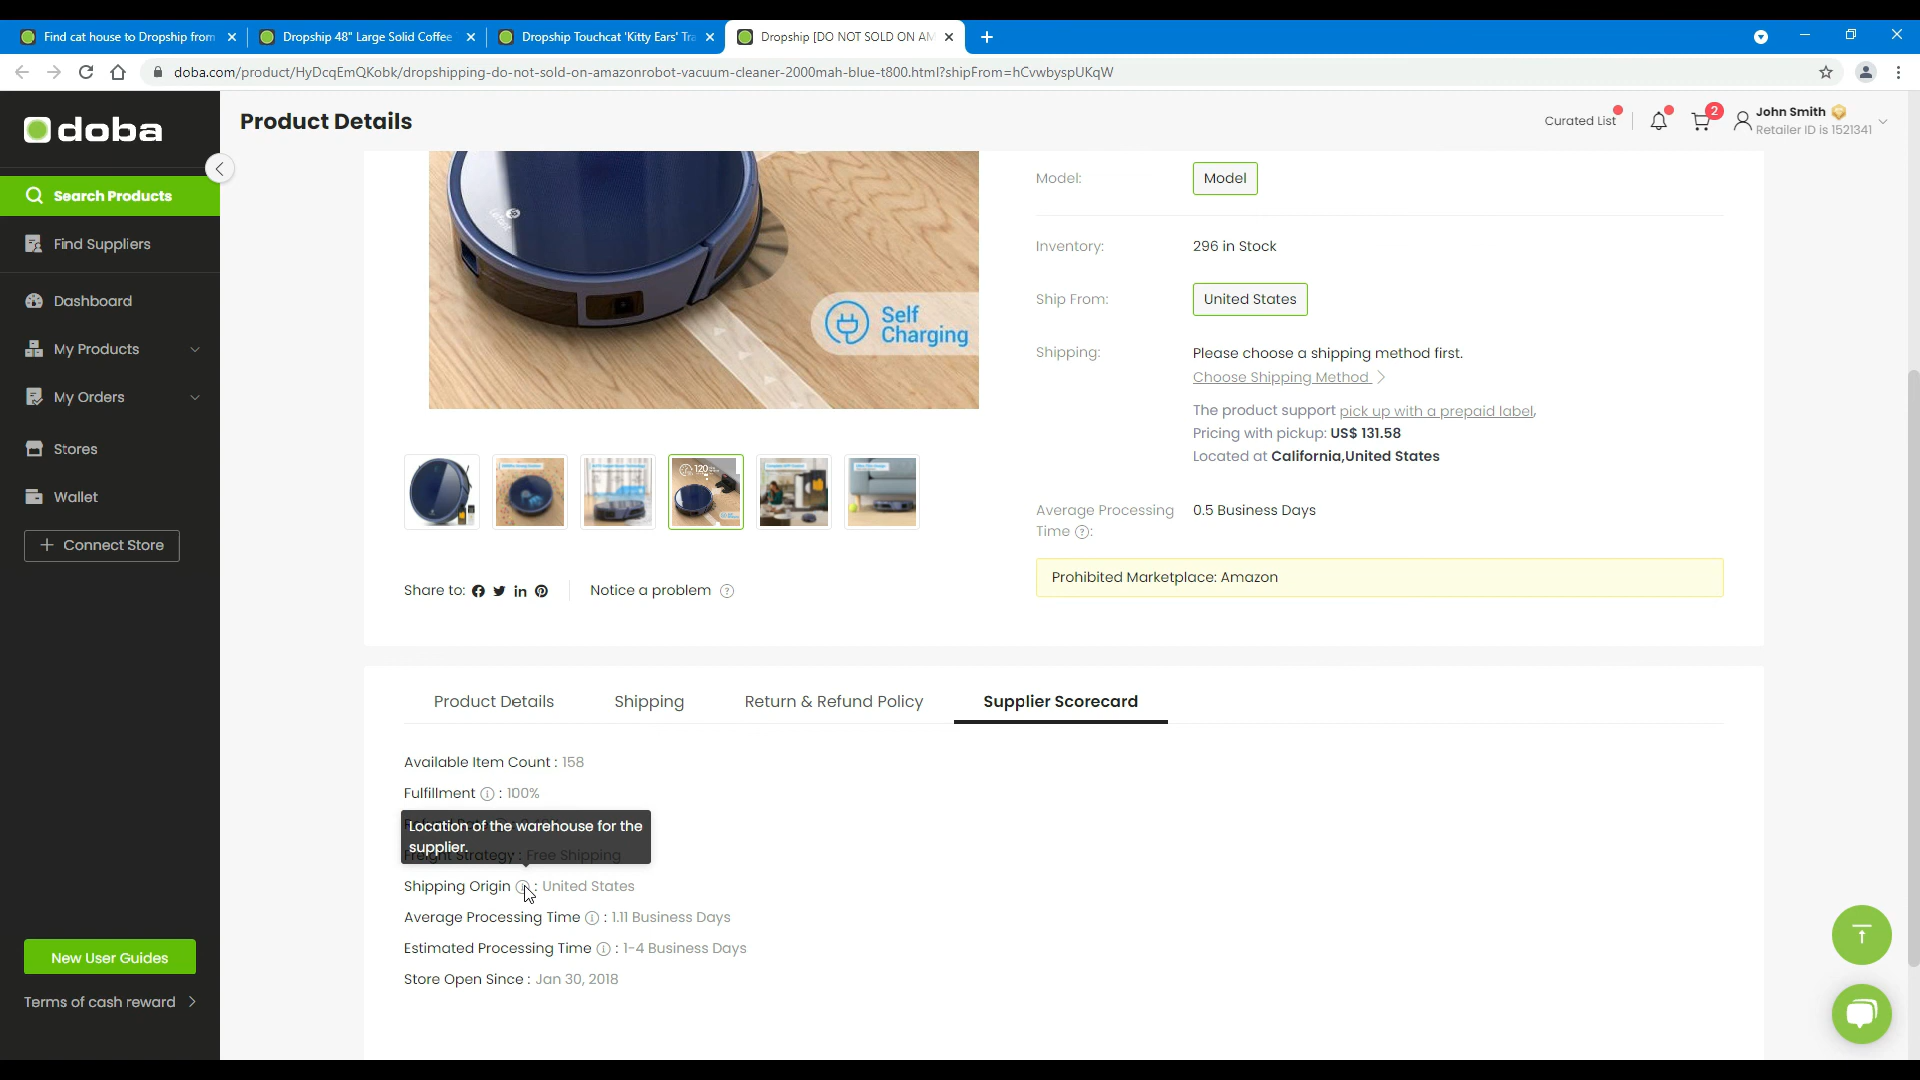 Find cat house to Dropship from
Dropship 48" Large Solid Coffee
Dropship Touchcat 'Kitty Ears' Tra
Dropship [DO NOT SOLD ON AM
doba.com/product/HyDcqEmQKobk/dropshipping-do-not-sold-on-amazonrobot-vacuum-cleaner-2000mah-blue-t800.html?shipFrom=hCvwbyspUKqW
doba
Product Details
Curated List
2
John Smith
Retailer ID is 1521341
Search Products
Find Suppliers
Dashboard
My Products
My Orders
Stores
Wallet
+ Connect Store
New User Guides
Terms of cash reward
Self
Charging
120
Share to:
Notice a problem
Model:
Model
Inventory:
296 in Stock
Ship From:
United States
Shipping:
Please choose a shipping method first.
Choose Shipping Method
The product support pick up with a prepaid label,
Pricing with pickup: US$ 131.58
Located at California,United States
Average Processing
Time ?:
0.5 Business Days
Prohibited Marketplace: Amazon
Product Details
Shipping
Return & Refund Policy
Supplier Scorecard
Available Item Count : 158
Fulfillment : 100%
Location of the warehouse for the
supplier.
Freight Strategy : Free Shipping
Shipping Origin : United States
Average Processing Time : 1.11 Business Days
Estimated Processing Time : 1-4 Business Days
Store Open Since : Jan 30, 2018